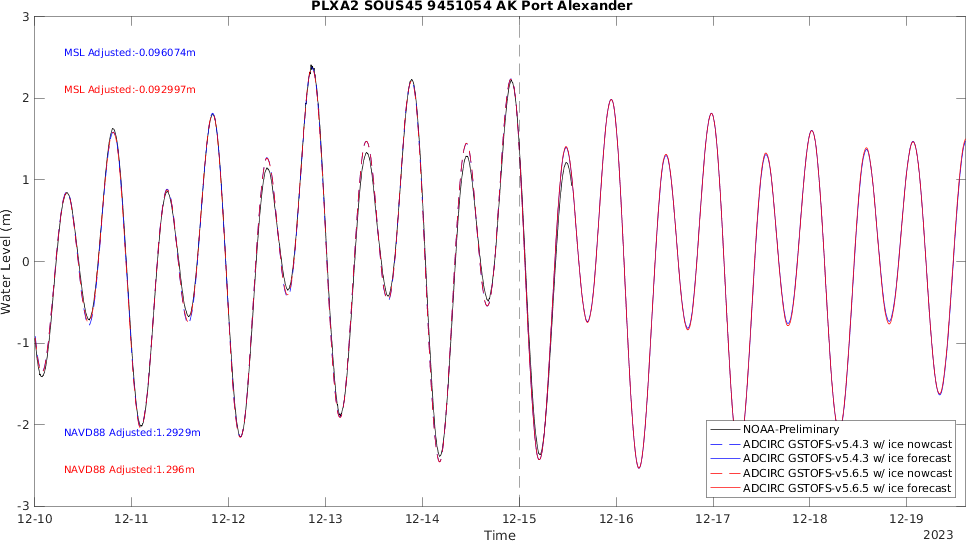 PLXA2 SOUS45 9451054 AK Port Alexander
MSL Adjusted:-0.096074m
MSL Adjusted:-0.092997m
NAVD88 Adjusted:1.2929m
NAVD88 Adjusted:1.296m
Water Level (m)
3
2
1
0
-1
-2
-3
NOAA-Preliminary
ADCIRC GSTOFS-v5.4.3 w/ ice nowcast
ADCIRC GSTOFS-v5.4.3 w/ ice forecast
ADCIRC GSTOFS-v5.6.5 w/ ice nowcast
ADCIRC GSTOFS-v5.6.5 w/ ice forecast
12-10 12-11 12-12 12-13 12-14 12-15 12-16 12-17 12-18 12-19
Time
2023